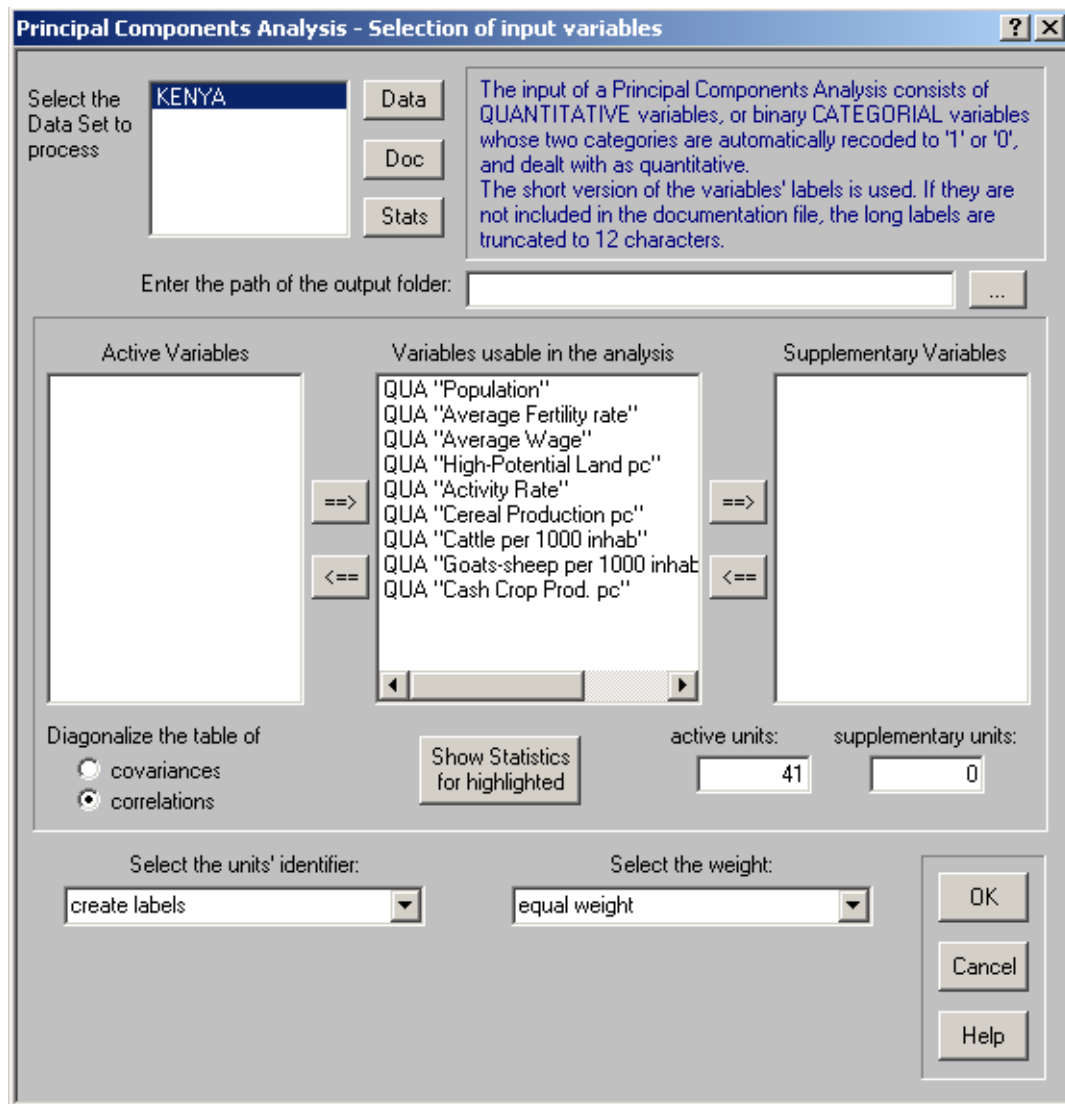 Principal Components Analysis - Selection of input variables
Select the
Data Set to
process
KENYA
Data
Doc
Stats
The input of a Principal Components Analysis consists of
QUANTITATIVE variables, or binary CATEGORIAL variables
whose two categories are automatically recoded to '1' or '0',
and dealt with as quantitative.
The short version of the variables' labels is used. If they are
not included in the documentation file, the long labels are
truncated to 12 characters.
Enter the path of the output folder:
...
Active Variables
Variables usable in the analysis
Supplementary Variables
QUA "Population"
QUA "Average Fertility rate"
QUA "Average Wage"
QUA "High-Potential Land pc"
QUA "Activity Rate"
QUA "Cereal Production pc"
QUA "Cattle per 1000 inhab"
QUA "Goats-sheep per 1000 inhab
QUA "Cash Crop Prod. pc"
==>
<==
==>
<==
Diagonalize the table of
covariances
correlations
Show Statistics
for highlighted
active units:
41
supplementary units:
0
Select the units' identifier:
create labels
Select the weight:
equal weight
OK
Cancel
Help